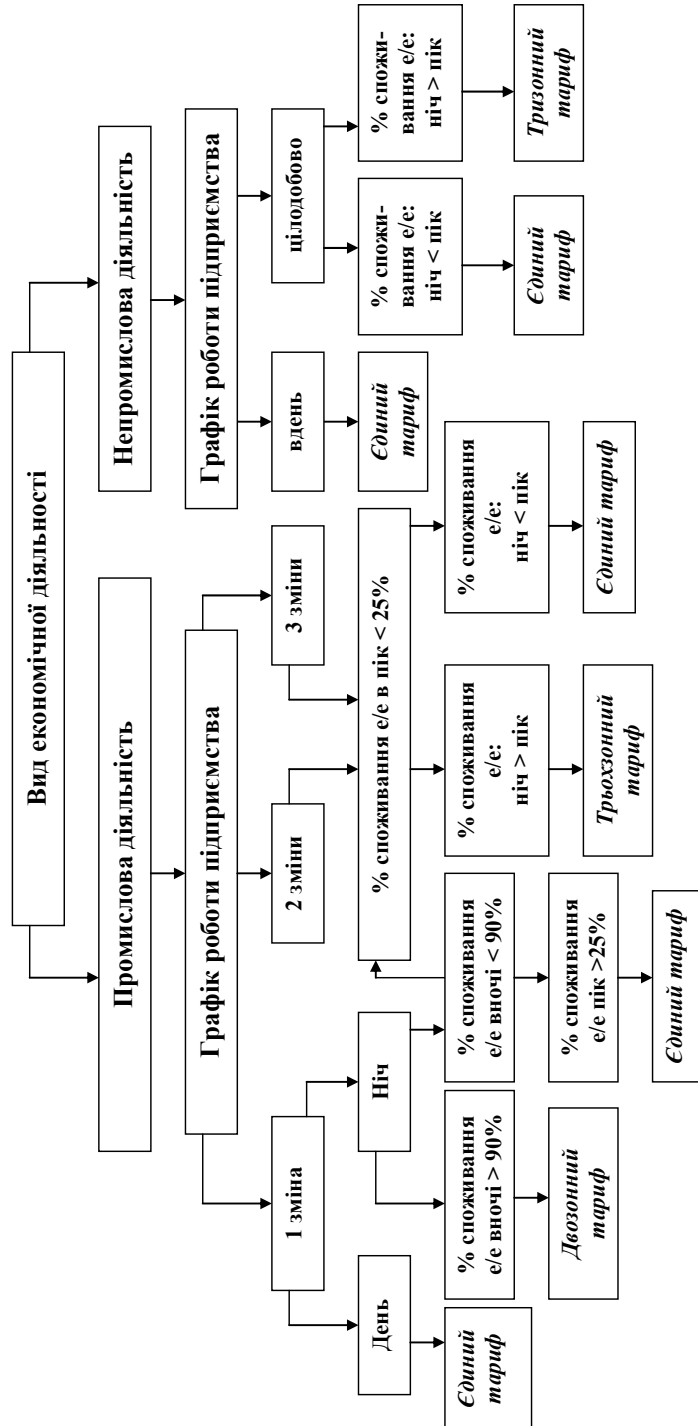 Вид економічної діяльності
Промислова діяльність
Непромислова діяльність
Графік роботи підприємства
Графік роботи підприємства
1 зміна
2 зміни
3 зміни
вдень
цілодобово
День
Ніч
% споживання е/е в пік < 25%
Єдиний
тариф
% спожи-
вання е/е:
ніч < пік
% спожи-
вання е/е:
ніч > пік
Єдиний
тариф
% споживання
е/е вночі > 90%
% споживання
е/е вночі < 90%
% споживання
е/е:
ніч > пік
% споживання
е/е:
ніч < пік
Єдиний
тариф
Тризонний
тариф
Двозонний
тариф
% споживання
е/е пік >25%
Трьохзонний
тариф
Єдиний тариф
Єдиний тариф